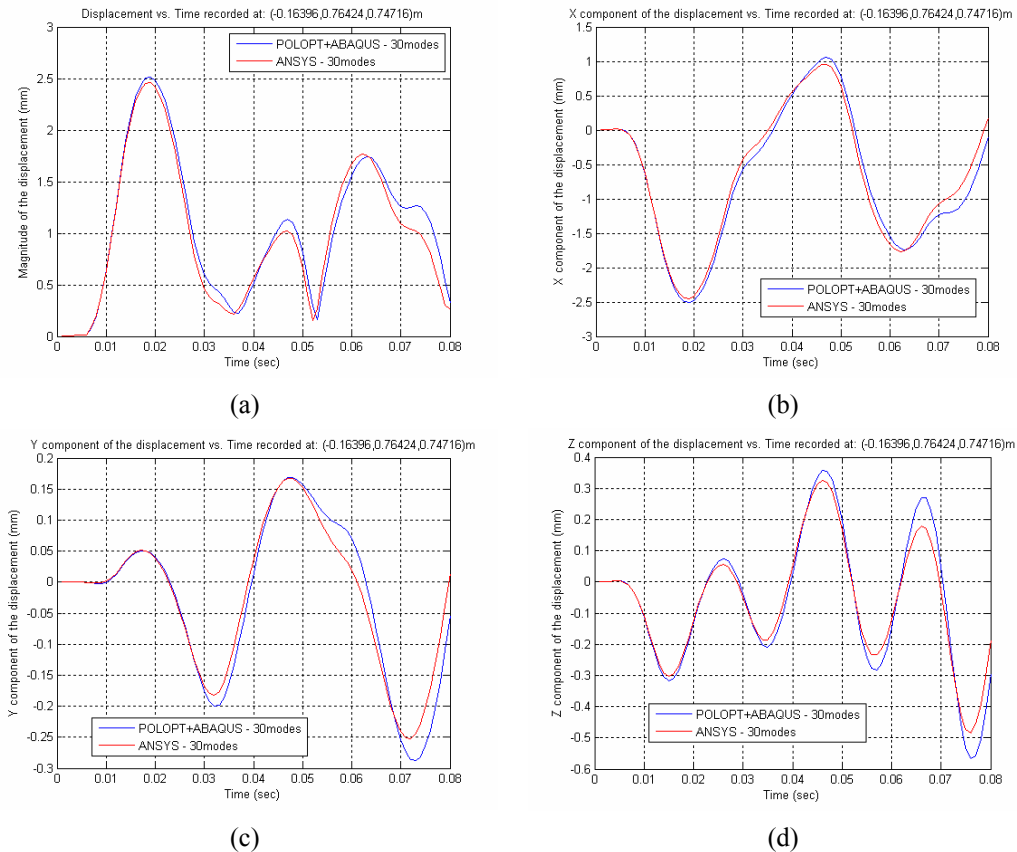 Displacement vs. Time recorded at: (-0.16396,0.76424,0.74716)m
3
2.5
2
1.5
1
0.5
0
Magnitude of the displacement (mm)
POLOPT+ABAQUS - 30modes
ANSYS - 30modes
0 0.01 0.02 0.03 0.04 0.05 0.06 0.07 0.08
Time (sec)
(a)
X component of the displacement vs. Time recorded at: (-0.16396,0.76424,0.74716)m
1.5
1
0.5
0
-0.5
-1
-1.5
-2
-2.5
-3
X component of the displacement (mm)
POLOPT+ABAQUS - 30modes
ANSYS - 30modes
0 0.01 0.02 0.03 0.04 0.05 0.06 0.07 0.08
Time (sec)
(b)
Y component of the displacement vs. Time recorded at: (-0.16396,0.76424,0.74716)m
0.2
0.15
0.1
0.05
0
-0.05
-0.1
-0.15
-0.2
-0.25
-0.3
Y component of the displacement (mm)
POLOPT+ABAQUS - 30modes
ANSYS - 30modes
0 0.01 0.02 0.03 0.04 0.05 0.06 0.07 0.08
Time (sec)
(c)
Z component of the displacement vs. Time recorded at: (-0.16396,0.76424,0.74716)m
0.4
0.3
0.2
0.1
0
-0.1
-0.2
-0.3
-0.4
-0.5
-0.6
Z component of the displacement (mm)
POLOPT+ABAQUS - 30modes
ANSYS - 30modes
0 0.01 0.02 0.03 0.04 0.05 0.06 0.07 0.08
Time (sec)
(d)